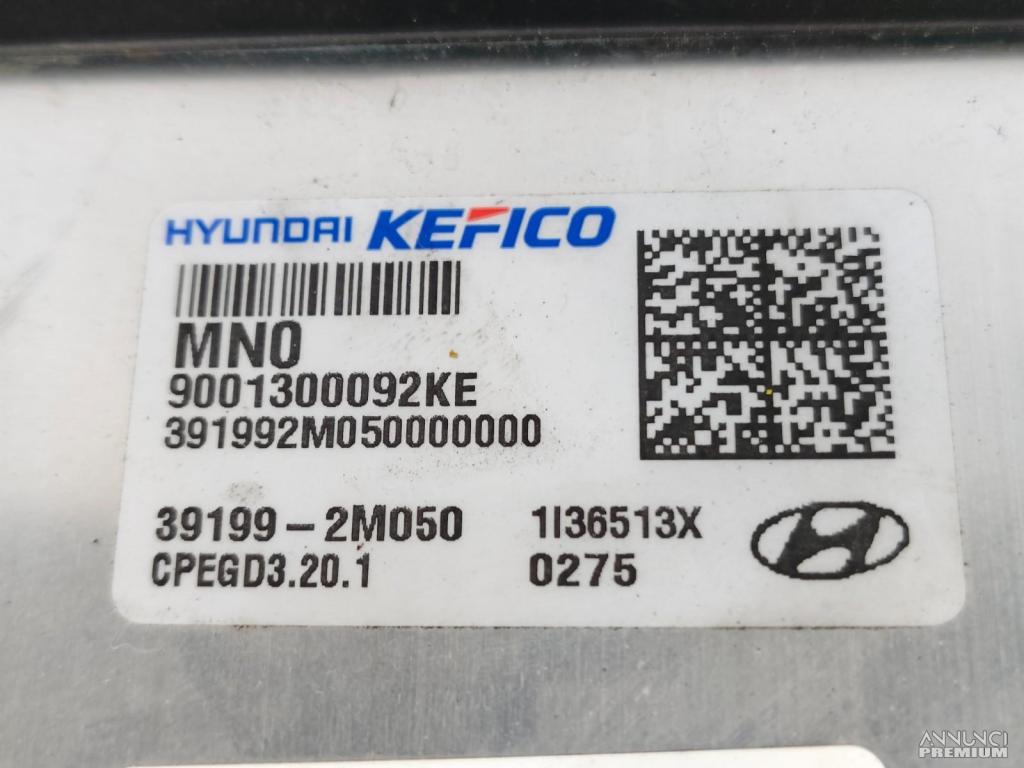 HYUNDAI KEFICO
MN0
9001300092KE
391992M050000000
39199-2M050 1I36513X
CPEGD3.20.1 0275
ANNUNCI
PREMIUM